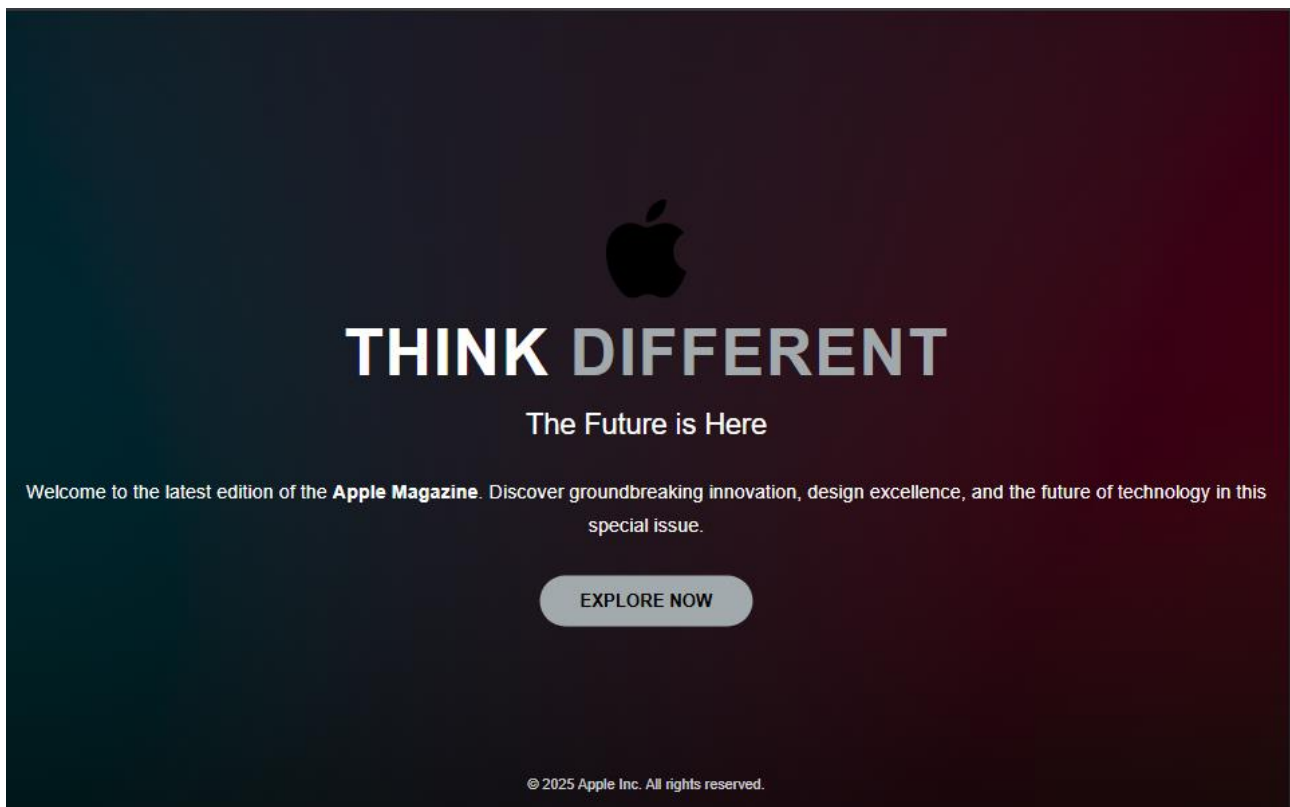 THINK DIFFERENT
The Future is Here
Welcome to the latest edition of the Apple Magazine. Discover groundbreaking innovation, design excellence, and the future of technology in this
special issue.
EXPLORE NOW
© 2025 Apple Inc. All rights reserved.